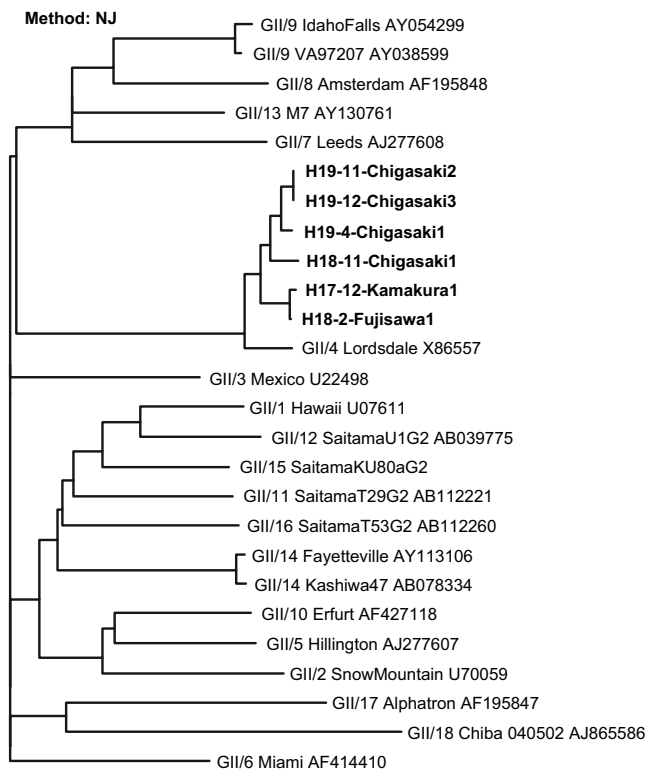 Method: NJ
GII/9 IdahoFalls AY054299
GII/9 VA97207 AY038599
GII/8 Amsterdam AF195848
GII/13 M7 AY130761
GII/7 Leeds AJ277608
H19-11-Chigasaki2
H19-12-Chigasaki3
H19-4-Chigasaki1
H18-11-Chigasaki1
H17-12-Kamakura1
H18-2-Fujisawa1
GII/4 Lordsdale X86557
GII/3 Mexico U22498
GII/1 Hawaii U07611
GII/12 SaitamaU1G2 AB039775
GII/15 SaitamaKU80aG2
GII/11 SaitamaT29G2 AB112221
GII/16 SaitamaT53G2 AB112260
GII/14 Fayetteville AY113106
GII/14 Kashiwa47 AB078334
GII/10 Erfurt AF427118
GII/5 Hillington AJ277607
GII/2 SnowMountain U70059
GII/17 Alphatron AF195847
GII/18 Chiba 040502 AJ865586
GII/6 Miami AF414410